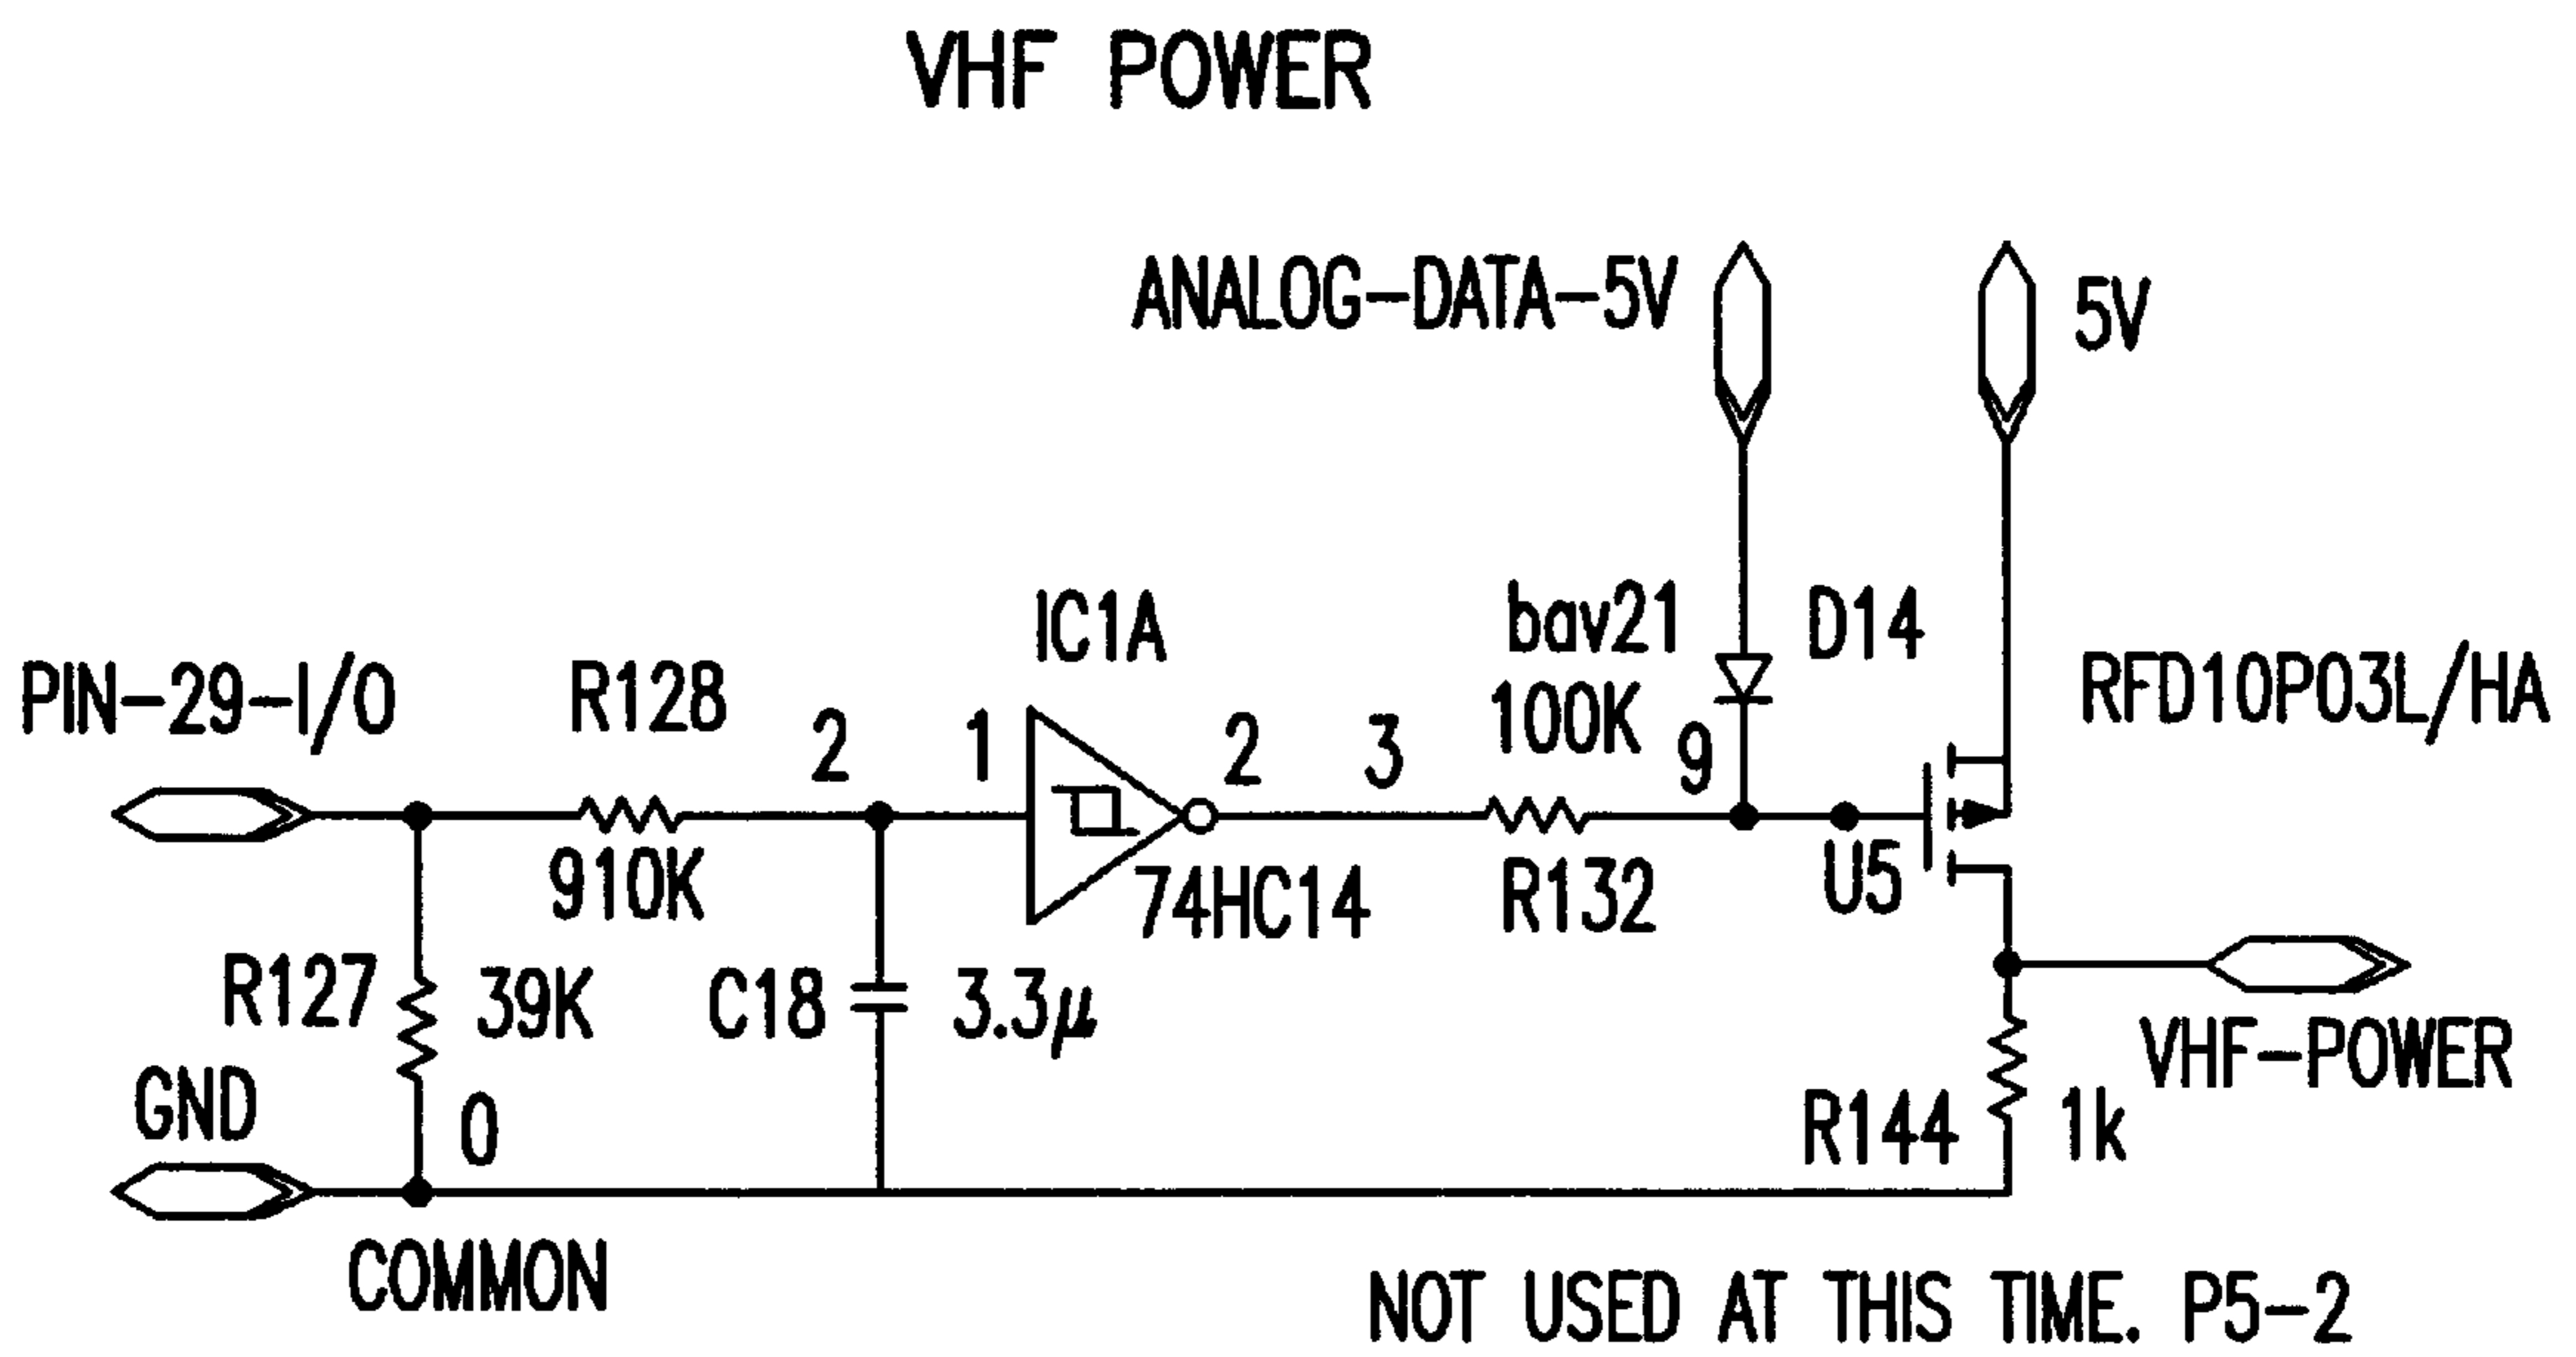 VHF POWER
ANALOG-DATA-5V
5V
IC1A
bav21
D14
PIN-29-I/O
R128
2
1
2
3
100K
9
RFD10P03L/HA
910K
74HC14
R132
U5
R127
39K
C18
3.3µ
VHF-POWER
GND
0
R144
1k
COMMON
NOT USED AT THIS TIME. P5-2